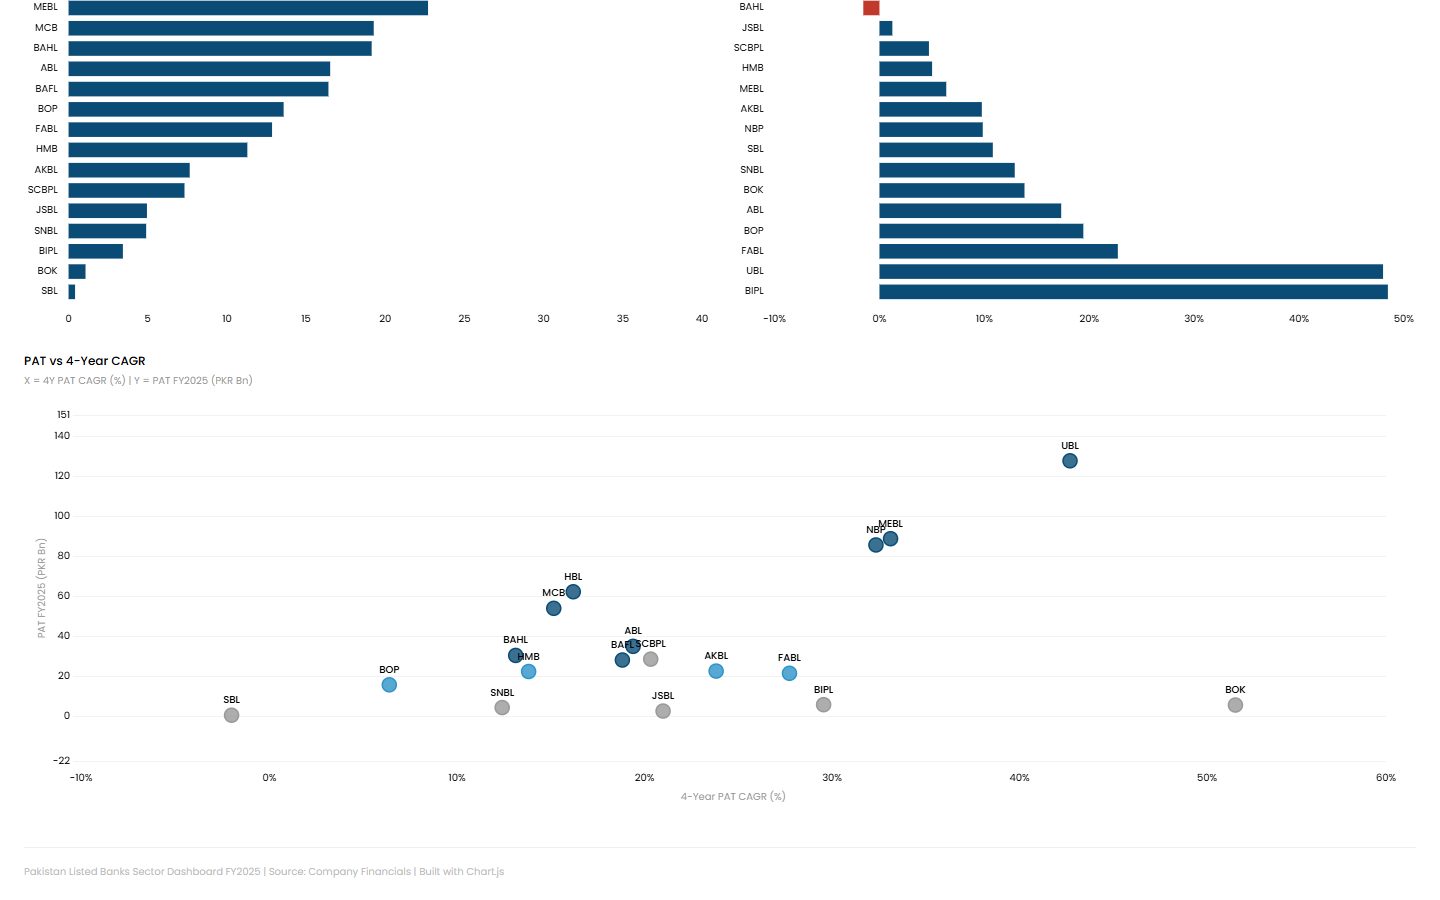 MEBL
MCB
BAHL
ABL
BAFL
BOP
FABL
HMB
AKBL
SCBPL
JSBL
SNBL
BIPL
BOK
SBL
0 5 10 15 20 25 30 35 40
BAHL
JSBL
SCBPL
HMB
MEBL
AKBL
NBP
SBL
SNBL
BOK
ABL
BOP
FABL
UBL
BIPL
-10% 0% 10% 20% 30% 40% 50%
PAT vs 4-Year CAGR
X = 4Y PAT CAGR (%) | Y = PAT FY2025 (PKR Bn)
PAT FY2025 (PKR Bn)
151
140
120
100
80
60
40
20
0
-22
UBL
MEBL
NBP
HBL
MCB
ABL
BAHL
BAFL
SCBPL
HMB
AKBL
FABL
BOP
SBL
SNBL
JSBL
BIPL
BOK
-10% 0% 10% 20% 30% 40% 50% 60%
4-Year PAT CAGR (%)
Pakistan Listed Banks Sector Dashboard FY2025 | Source: Company Financials | Built with Chart.js